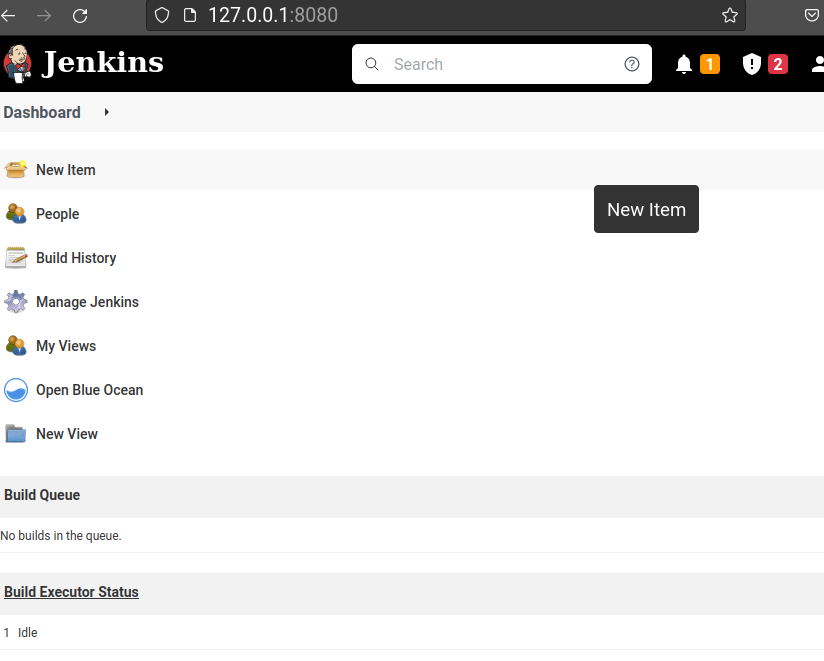 127.0.0.1:8080
Jenkins
Search
1
2
Dashboard
New Item
New Item
People
Build History
Manage Jenkins
My Views
Open Blue Ocean
New View
Build Queue
No builds in the queue.
Build Executor Status
1 Idle